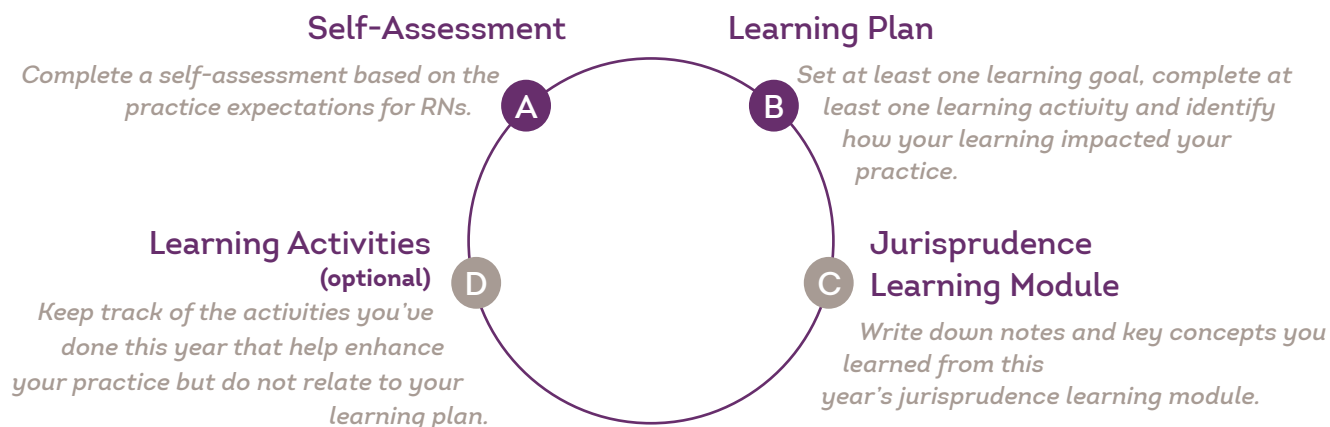 Self-Assessment
Complete a self-assessment based on the
practice expectations for RNs.
A
Learning Plan
B
Set at least one learning goal, complete at
least one learning activity and identify
how your learning impacted your
practice.
Jurisprudence
Learning Module
C
Write down notes and key concepts you
learned from this
year's jurisprudence learning module.
Learning Activities
(optional)
D
Keep track of the activities you've
done this year that help enhance
your practice but do not relate to your
learning plan.